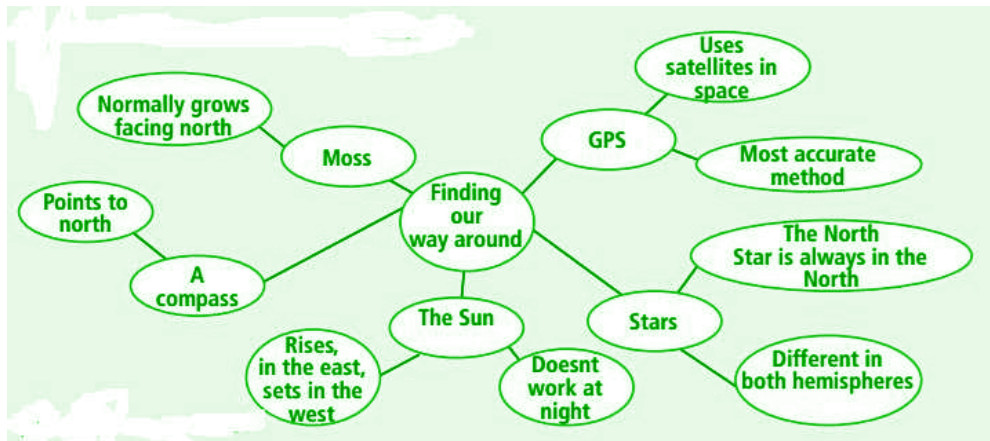 Finding
our
way around
Moss
Normally grows
facing north
A
compass
Points to
north
The Sun
Rises,
in the east,
sets in the
west
Doesnt
work at
night
GPS
Uses
satellites in
space
Most accurate
method
Stars
The North
Star is always in the
North
Different in
both hemispheres